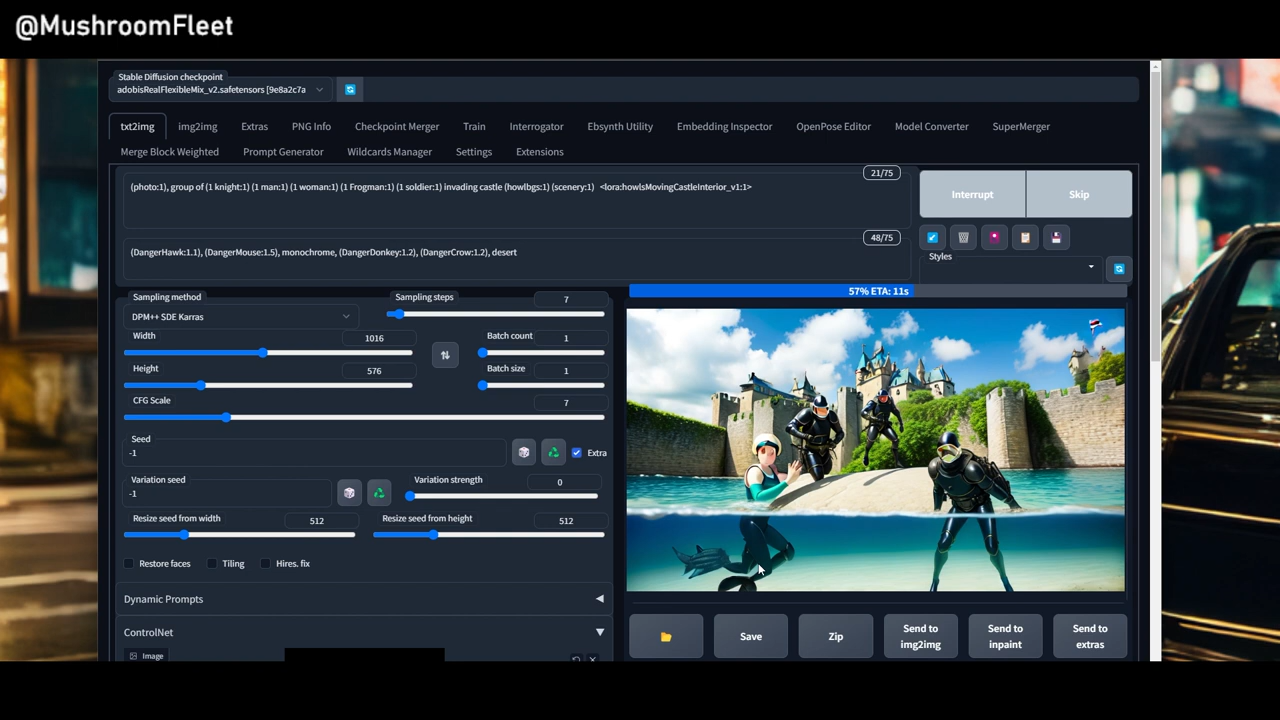 @MushroomFleet
Stable Diffusion checkpoint
adobisRealFlexibleMix_v2.safetensors [9e8a2c7a
txt2img img2img Extras PNG Info Checkpoint Merger Train Interrogator Ebsynth Utility Embedding Inspector OpenPose Editor Model Converter SuperMerger
Merge Block Weighted Prompt Generator Wildcards Manager Settings Extensions
21/75
(photo:1), group of (1 knight:1) (1 man:1) (1 woman:1) (1 Frogman:1) (1 soldier:1) invading castle (howlbgs:1) (scenery:1) <lora:howlsMovingCastleInterior_v1:1>
Interrupt Skip
48/75
(DangerHawk:1.1), (DangerMouse:1.5), monochrome, (DangerDonkey:1.2), (DangerCrow:1.2), desert
Styles
57% ETA: 11s
Sampling method Sampling steps 7
DPM++ SDE Karras
Width 1016 Batch count 1
Height 576 Batch size 1
CFG Scale 7
Seed
-1
Extra
Variation seed Variation strength 0
-1
Resize seed from width 512 Resize seed from height 512
Restore faces Tiling Hires. fix
Dynamic Prompts
ControlNet
Image
Save Zip Send to img2img Send to inpaint Send to extras